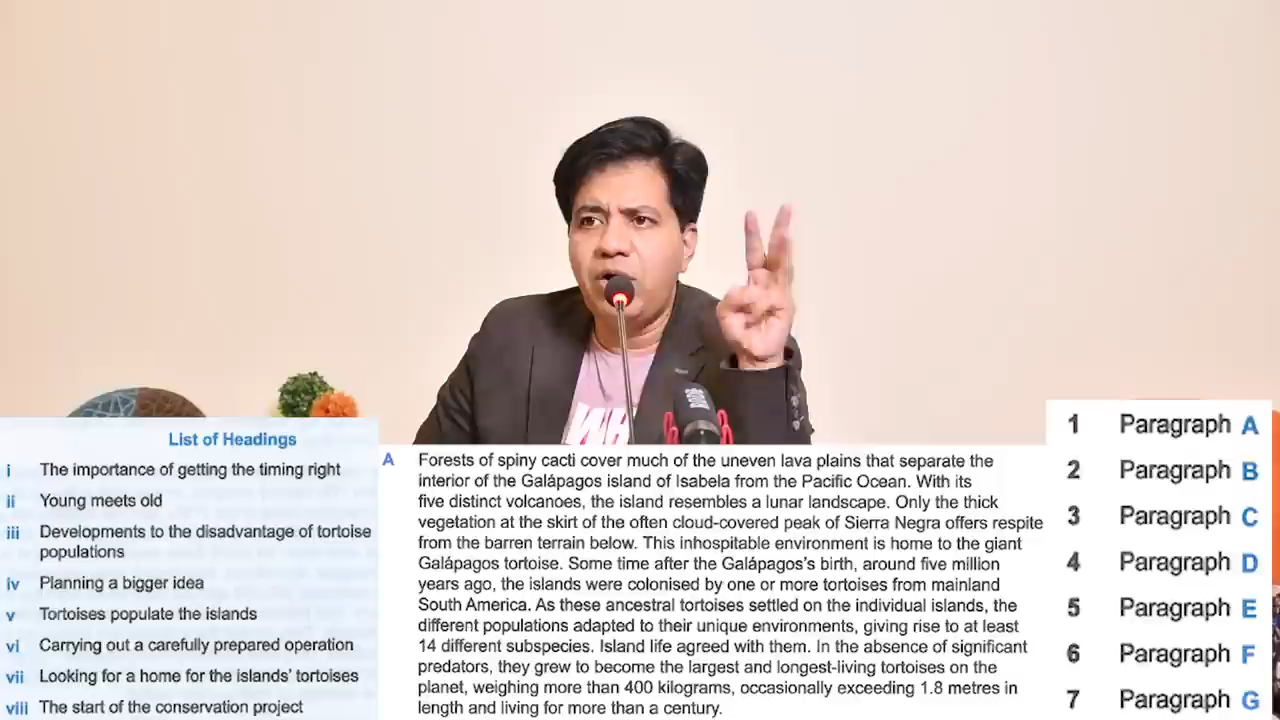 List of Headings
i The importance of getting the timing right
ii Young meets old
iii Developments to the disadvantage of tortoise
populations
iv Planning a bigger idea
v Tortoises populate the islands
vi Carrying out a carefully prepared operation
vii Looking for a home for the islands' tortoises
viii The start of the conservation project
A Forests of spiny cacti cover much of the uneven lava plains that separate the
interior of the Galápagos island of Isabela from the Pacific Ocean. With its
five distinct volcanoes, the island resembles a lunar landscape. Only the thick
vegetation at the skirt of the often cloud-covered peak of Sierra Negra offers respite
from the barren terrain below. This inhospitable environment is home to the giant
Galápagos tortoise. Some time after the Galápagos's birth, around five million
years ago, the islands were colonised by one or more tortoises from mainland
South America. As these ancestral tortoises settled on the individual islands, the
different populations adapted to their unique environments, giving rise to at least
14 different subspecies. Island life agreed with them. In the absence of significant
predators, they grew to become the largest and longest-living tortoises on the
planet, weighing more than 400 kilograms, occasionally exceeding 1.8 metres in
length and living for more than a century.
1 Paragraph A
2 Paragraph B
3 Paragraph C
4 Paragraph D
5 Paragraph E
6 Paragraph F
7 Paragraph G